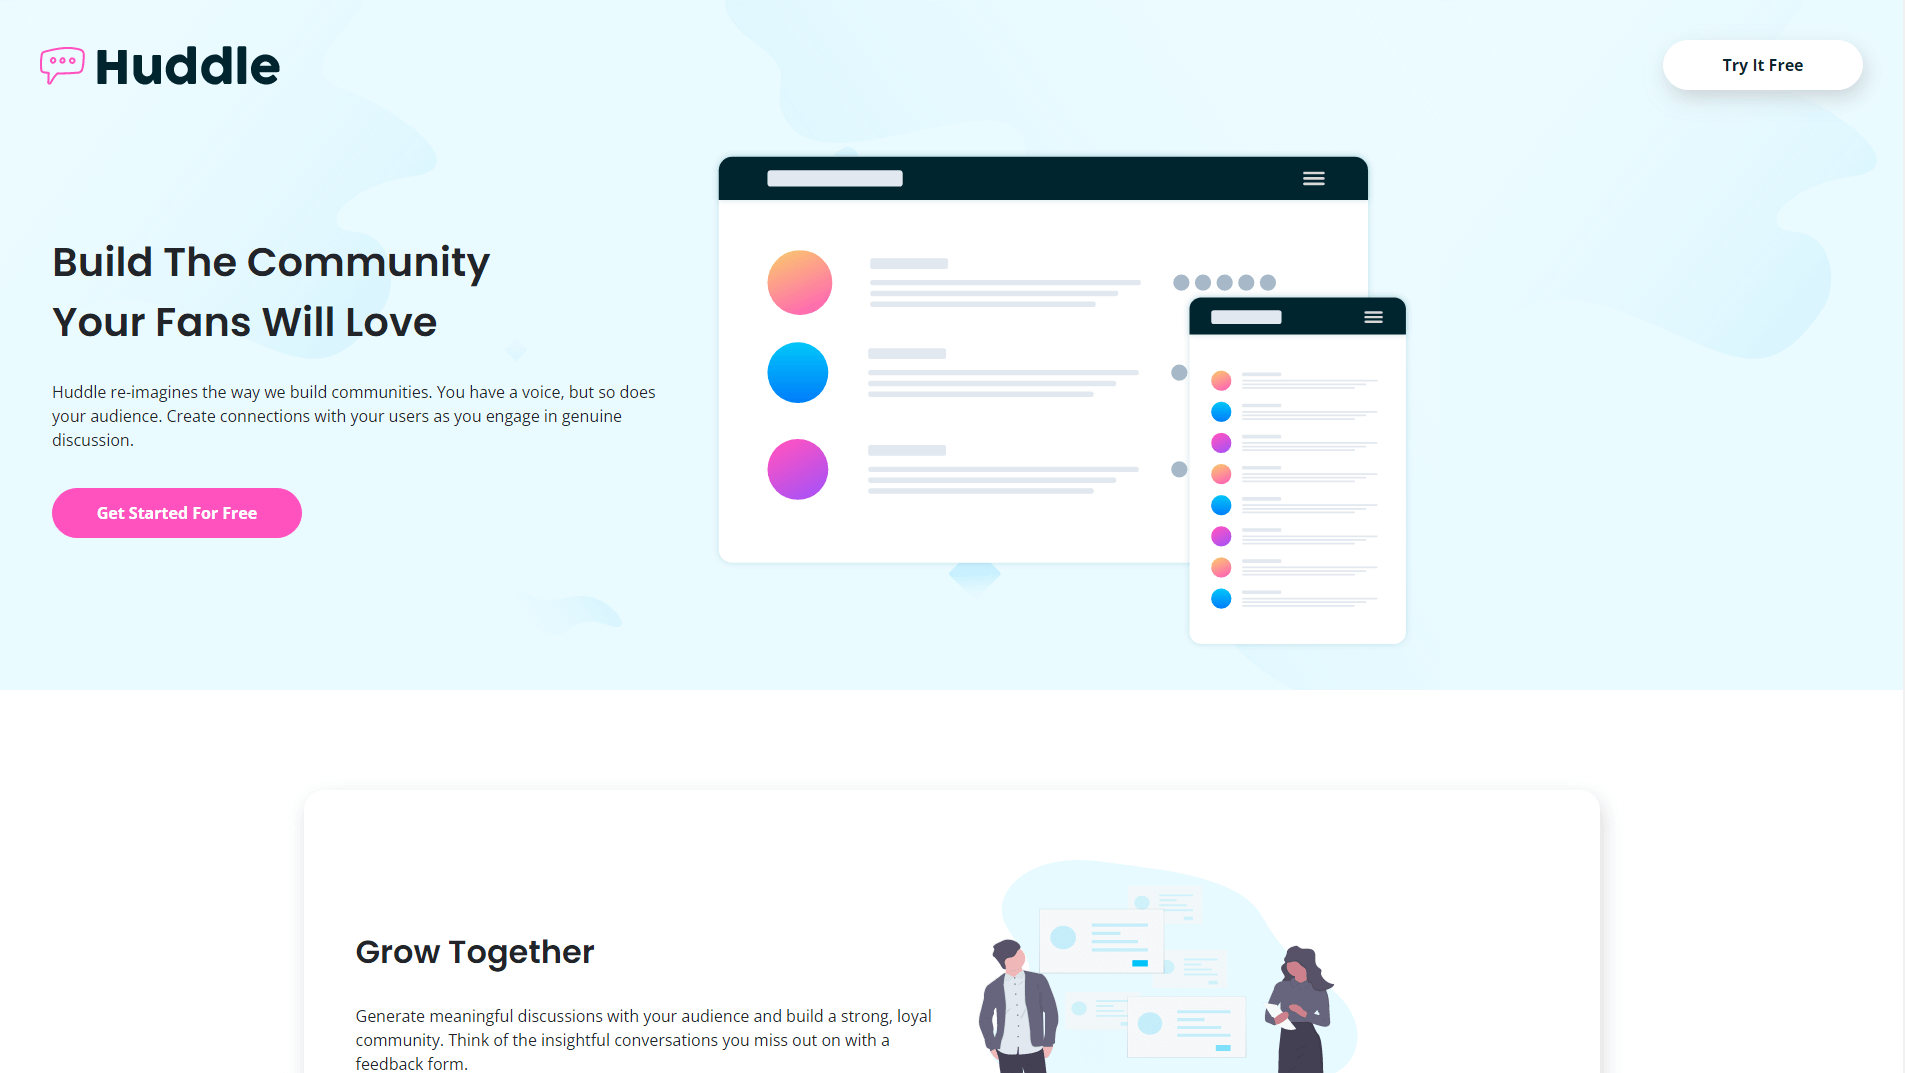 Huddle
Try It Free
Build The Community
Your Fans Will Love
Huddle re-imagines the way we build communities. You have a voice, but so does
your audience. Create connections with your users as you engage in genuine
discussion.
Get Started For Free
Grow Together
Generate meaningful discussions with your audience and build a strong, loyal
community. Think of the insightful conversations you miss out on with a
feedback form.